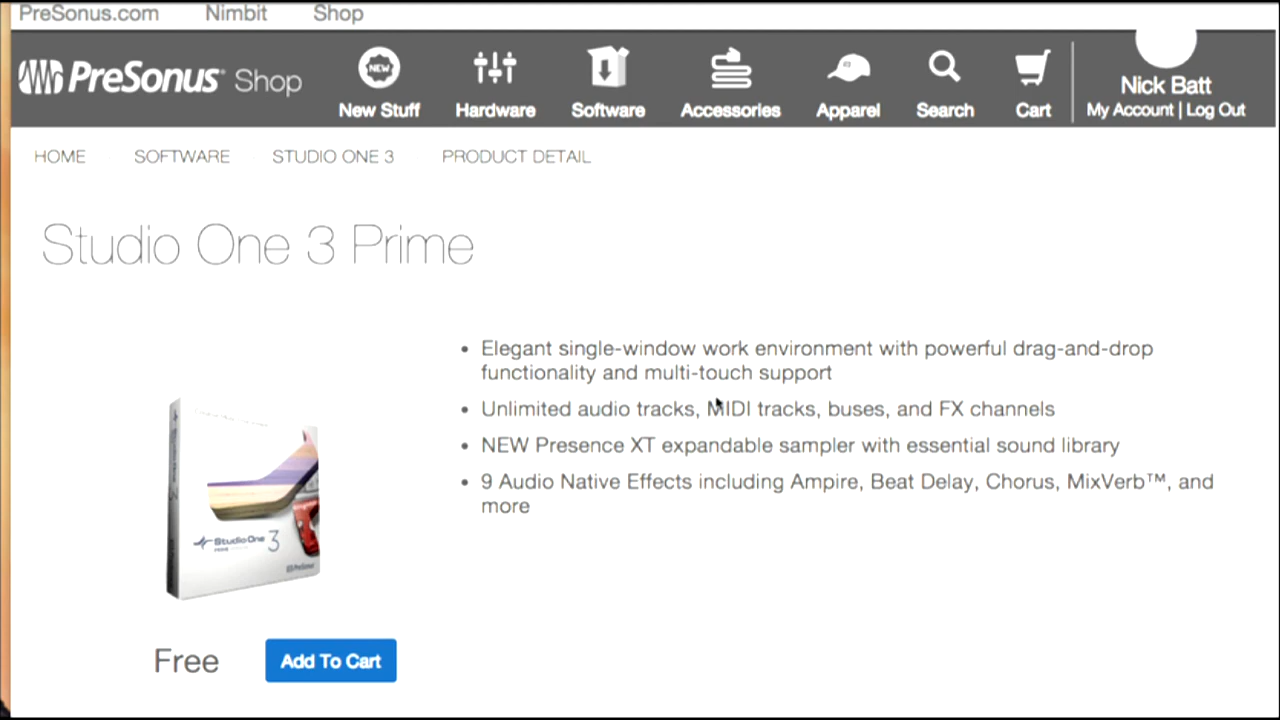 PreSonus.com Nimbit Shop
PreSonus Shop
NEW
New Stuff Hardware Software Accessories Apparel Search Cart
Nick Batt
My Account | Log Out
HOME SOFTWARE STUDIO ONE 3 PRODUCT DETAIL
Studio One 3 Prime
• Elegant single-window work environment with powerful drag-and-drop
functionality and multi-touch support
• Unlimited audio tracks, MIDI tracks, buses, and FX channels
• NEW Presence XT expandable sampler with essential sound library
• 9 Audio Native Effects including Ampire, Beat Delay, Chorus, MixVerb™, and
more
StudioOne 3
PreSonus
Free Add To Cart